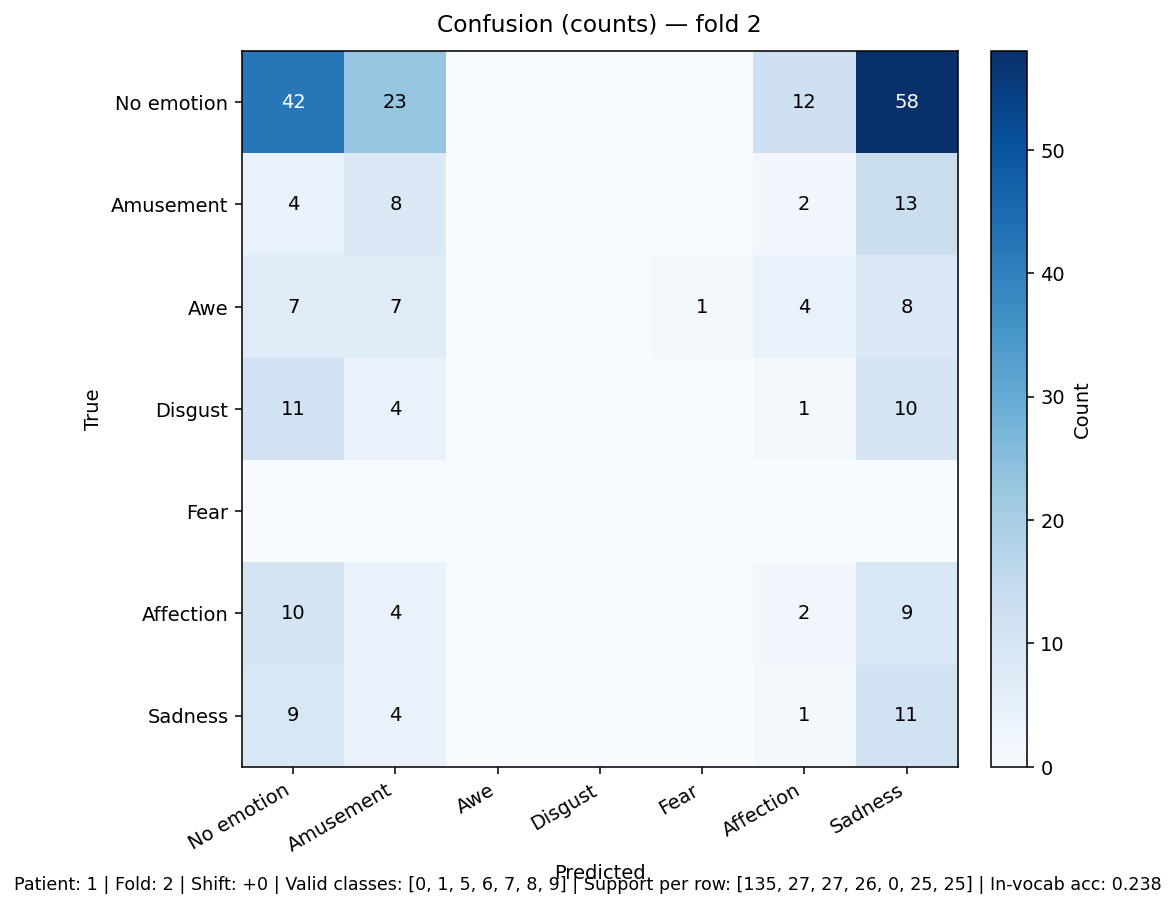 Confusion (counts) — fold 2
No emotion 42 23 12 58
Amusement 4 8 2 13
Awe 7 7 1 4 8
Disgust 11 4 1 10
Fear
Affection 10 4 2 9
Sadness 9 4 1 11
True
No emotion Amusement Awe Disgust Fear Affection Sadness
Predicted
50
40
30
20
10
0
Count
Patient: 1 | Fold: 2 | Shift: +0 | Valid classes: [0, 1, 5, 6, 7, 8, 9] | Support per row: [135, 27, 27, 26, 0, 25, 25] | In-vocab acc: 0.238